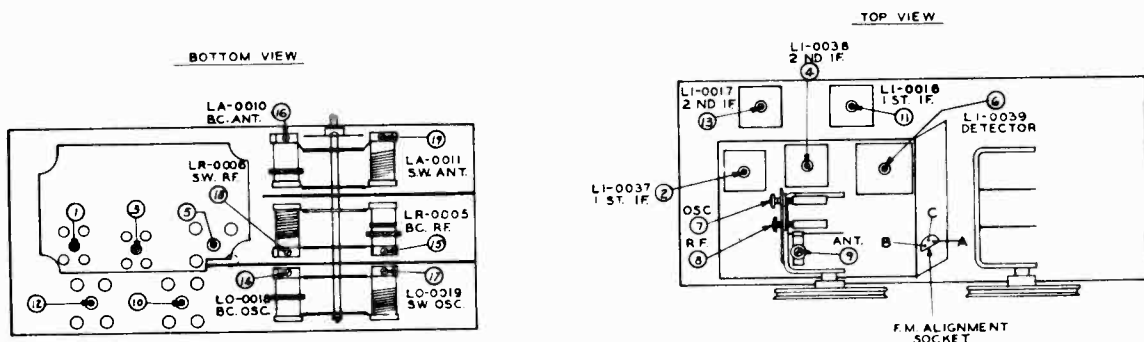 BOTTOM VIEW
LA-0010
BC. ANT.
16
19
LA-0011
S.W. ANT.
LR-0006
S.W. RF.
18
1
3
5
LR-0005
BC. RF.
15
14
17
LO-0018
BC. OSC.
LO-0019
S.W. OSC.
12
10
TOP VIEW
LI-0038
2 ND IF.
4
LI-0017
2 ND IF.
13
LI-0016
1 ST. IF.
11
6
LI-0039
DETECTOR
LI-0037
1 ST. IF.
2
OSC.
7
R.F.
8
ANT.
9
C
B
A
F.M. ALIGNMENT
SOCKET